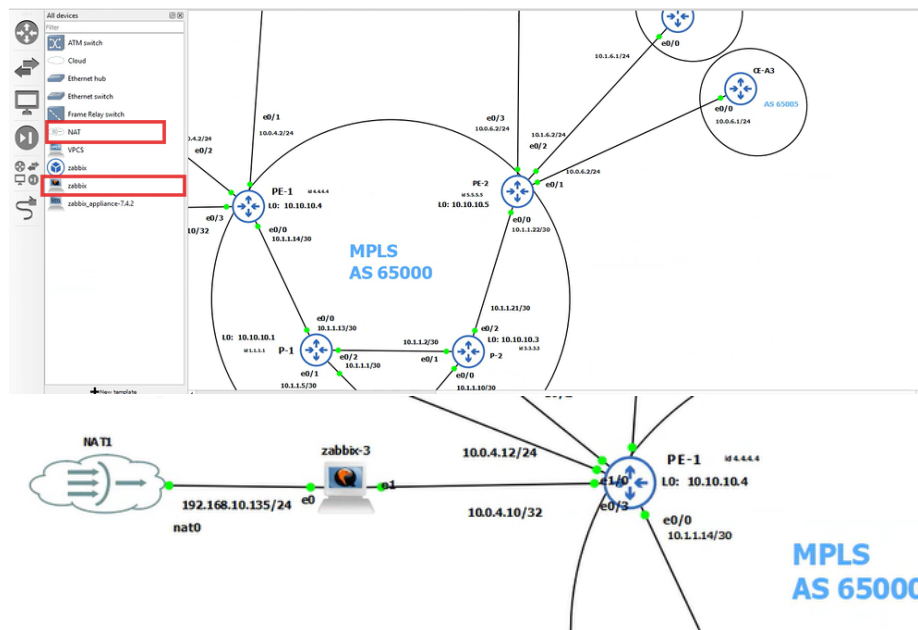 All devices
Filter
ATM switch
Cloud
Ethernet hub
Ethernet switch
Frame Relay switch
NAT
VPCS
zabbix
zabbix
zabbix_appliance-7.4.2
New template
e0/0
10.1.6.1/24
CE-A3
e0/0
AS 65005
10.0.6.1/24
e0/1
10.0.4.2/24
e0/3
10.0.6.2/24
10.1.6.2/24
e0/2
.4.2/24
e0/2
PE-1
id 4.4.4.4
L0: 10.10.10.4
PE-2
id 5.5.5.5
L0: 10.10.10.5
10.0.6.2/24
e0/1
e0/3
10/32
e0/0
10.1.1.14/30
e0/0
10.1.1.22/30
MPLS
AS 65000
10.1.1.21/30
e0/0
10.1.1.13/30
e0/2
L0: 10.10.10.1
id 1.1.1.1
P-1
10.1.1.2/30
L0: 10.10.10.3
id 3.3.3.3
P-2
e0/2
10.1.1.1/30
e0/1
e0/1
10.1.1.5/30
e0/0
10.1.1.10/30
NAT1
zabbix-3
10.0.4.12/24
PE-1
id 4.4.4.4
L0: 10.10.10.4
e1/0
e1
e0
192.168.10.135/24
nat0
10.0.4.10/32
e0/3
e0/0
10.1.1.14/30
MPLS
AS 65000